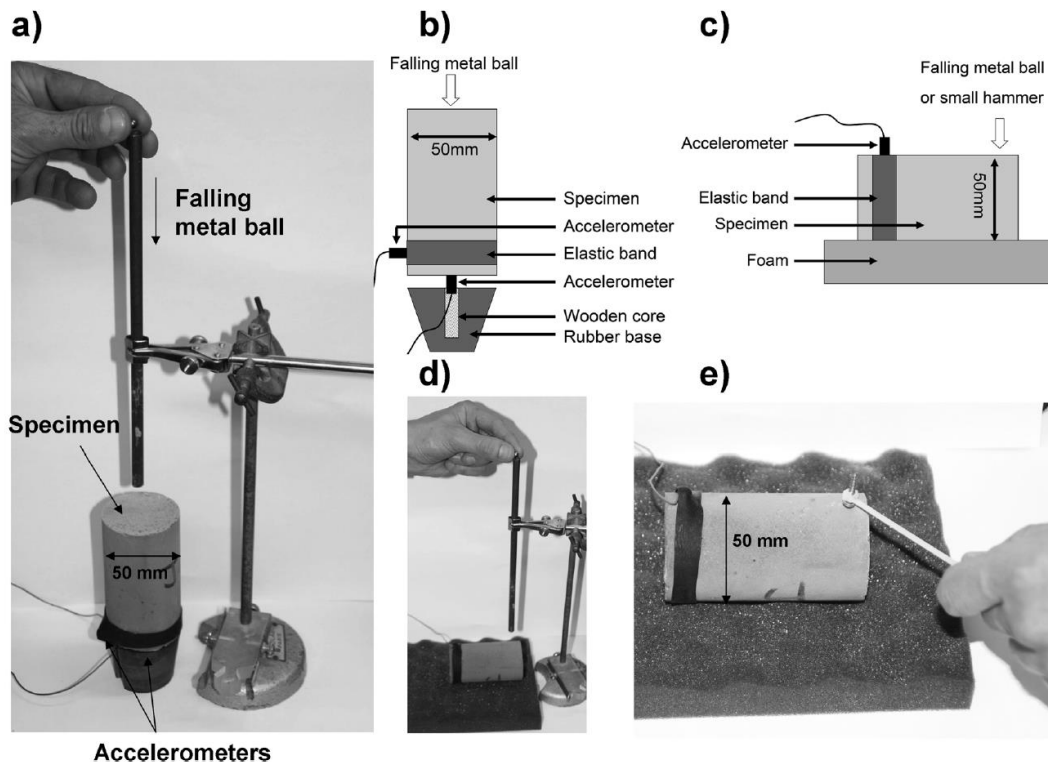 a)
Falling
metal ball
Specimen
50 mm
Accelerometers
b)
Falling metal ball
50mm
Specimen
Accelerometer
Elastic band
Accelerometer
Wooden core
Rubber base
c)
Falling metal ball
or small hammer
Accelerometer
50mm
Elastic band
Specimen
Foam
d)
e)
50 mm